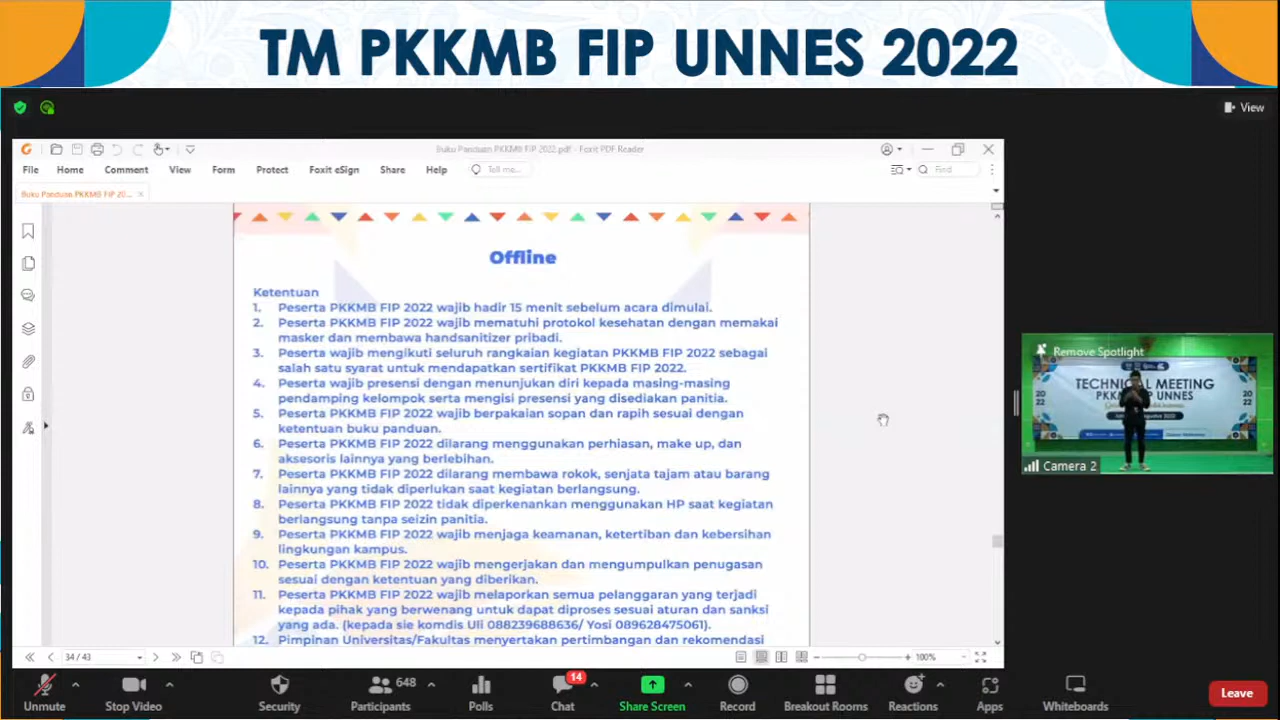 TM PKKMB FIP UNNES 2022
View
Buku Panduan PKKMB FIP 2022.pdf - Foxit PDF Reader
File Home Comment View Form Protect Foxit eSign Share Help Tell me... Find
Buku Panduan PKKMB FIP 20...
Offline
Ketentuan
1. Peserta PKKMB FIP 2022 wajib hadir 15 menit sebelum acara dimulai.
2. Peserta PKKMB FIP 2022 wajib mematuhi protokol kesehatan dengan memakai
masker dan membawa handsanitizer pribadi.
3. Peserta wajib mengikuti seluruh rangkaian kegiatan PKKMB FIP 2022 sebagai
salah satu syarat untuk mendapatkan sertifikat PKKMB FIP 2022.
4. Peserta wajib presensi dengan menunjukan diri kepada masing-masing
pendamping kelompok serta mengisi presensi yang disediakan panitia.
5. Peserta PKKMB FIP 2022 wajib berpakaian sopan dan rapih sesuai dengan
ketentuan buku panduan.
6. Peserta PKKMB FIP 2022 dilarang menggunakan perhiasan, make up, dan
aksesoris lainnya yang berlebihan.
7. Peserta PKKMB FIP 2022 dilarang membawa rokok, senjata tajam atau barang
lainnya yang tidak diperlukan saat kegiatan berlangsung.
8. Peserta PKKMB FIP 2022 tidak diperkenankan menggunakan HP saat kegiatan
berlangsung tanpa seizin panitia.
9. Peserta PKKMB FIP 2022 wajib menjaga keamanan, ketertiban dan kebersihan
lingkungan kampus.
10. Peserta PKKMB FIP 2022 wajib mengerjakan dan mengumpulkan penugasan
sesuai dengan ketentuan yang diberikan.
11. Peserta PKKMB FIP 2022 wajib melaporkan semua pelanggaran yang terjadi
kepada pihak yang berwenang untuk dapat diproses sesuai aturan dan sanksi
yang ada. (kepada sie komdis Uli 088239688636/ Yosi 089628475061).
12. Pimpinan Universitas/Fakultas menyertakan pertimbangan dan rekomendasi
34 / 43
100%
Remove Spotlight
TECHNICAL MEETING
UNNES
2022
2022
Camera 2
648
14
Unmute Stop Video Security Participants Polls Chat Share Screen Record Breakout Rooms Reactions Apps Whiteboards Leave